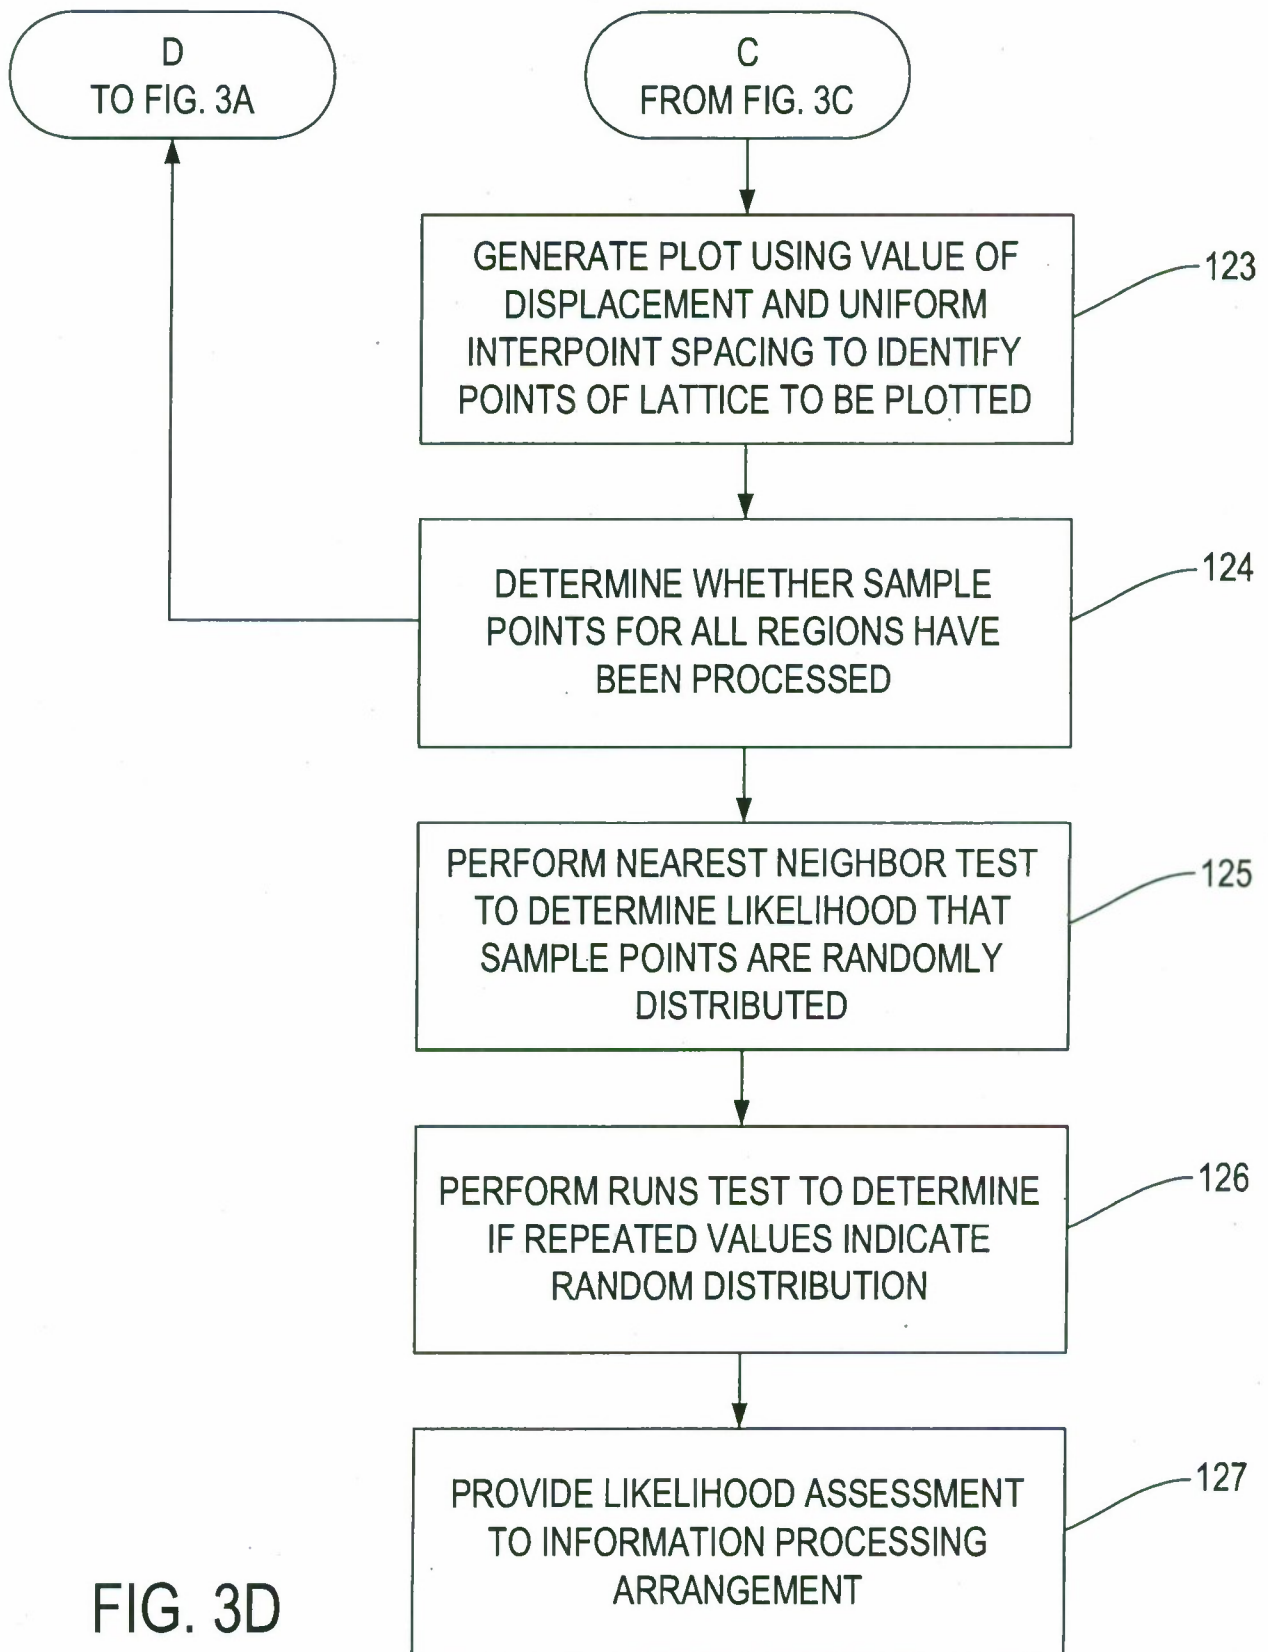 D
TO FIG. 3A
C
FROM FIG. 3C
GENERATE PLOT USING VALUE OF
DISPLACEMENT AND UNIFORM
INTERPOINT SPACING TO IDENTIFY
POINTS OF LATTICE TO BE PLOTTED
123
DETERMINE WHETHER SAMPLE
POINTS FOR ALL REGIONS HAVE
BEEN PROCESSED
124
PERFORM NEAREST NEIGHBOR TEST
TO DETERMINE LIKELIHOOD THAT
SAMPLE POINTS ARE RANDOMLY
DISTRIBUTED
125
PERFORM RUNS TEST TO DETERMINE
IF REPEATED VALUES INDICATE
RANDOM DISTRIBUTION
126
PROVIDE LIKELIHOOD ASSESSMENT
TO INFORMATION PROCESSING
ARRANGEMENT
127
FIG. 3D